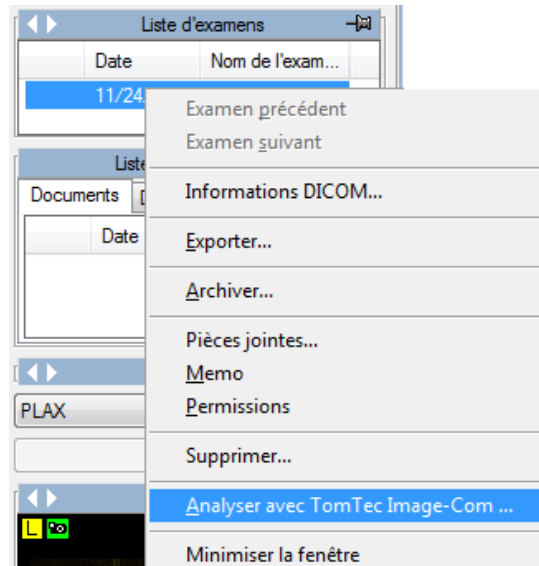 Liste d'examens
Date Nom de l'exam...
11/24
Examen précédent
Examen suivant
Liste
Documents
Informations DICOM...
Date
Exporter...
Archiver...
Pièces jointes...
Memo
PLAX
Permissions
Supprimer...
Analyser avec TomTec Image-Com ...
L
Minimiser la fenêtre